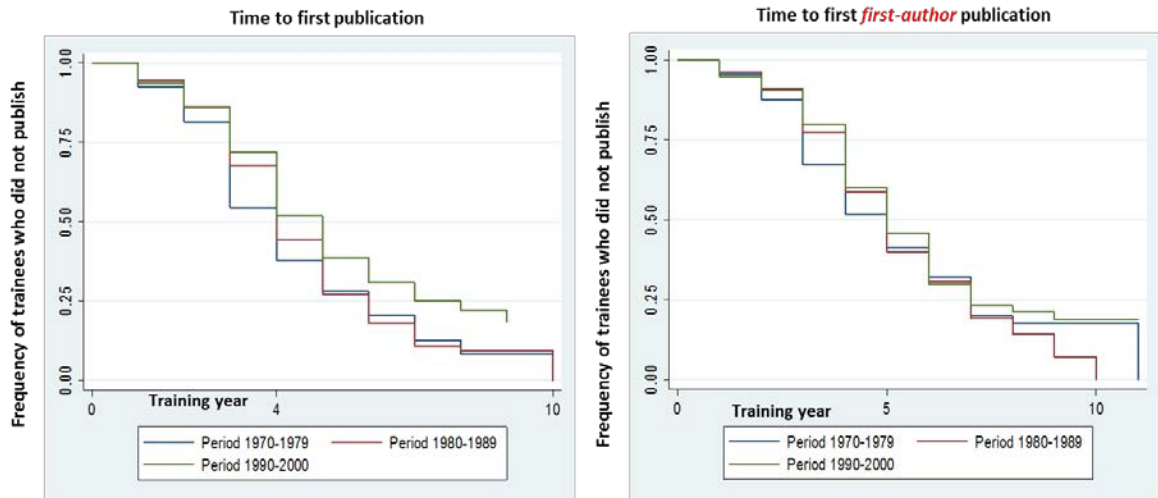 Time to first publication
Frequency of trainees who did not publish
1.00
0.75
0.50
0.25
0.00
0
4
10
Training year
Period 1970-1979
Period 1980-1989
Period 1990-2000
Time to first first-author publication
Frequency of trainees who did not publish
1.00
0.75
0.50
0.25
0.00
0
5
10
Training year
Period 1970-1979
Period 1980-1989
Period 1990-2000